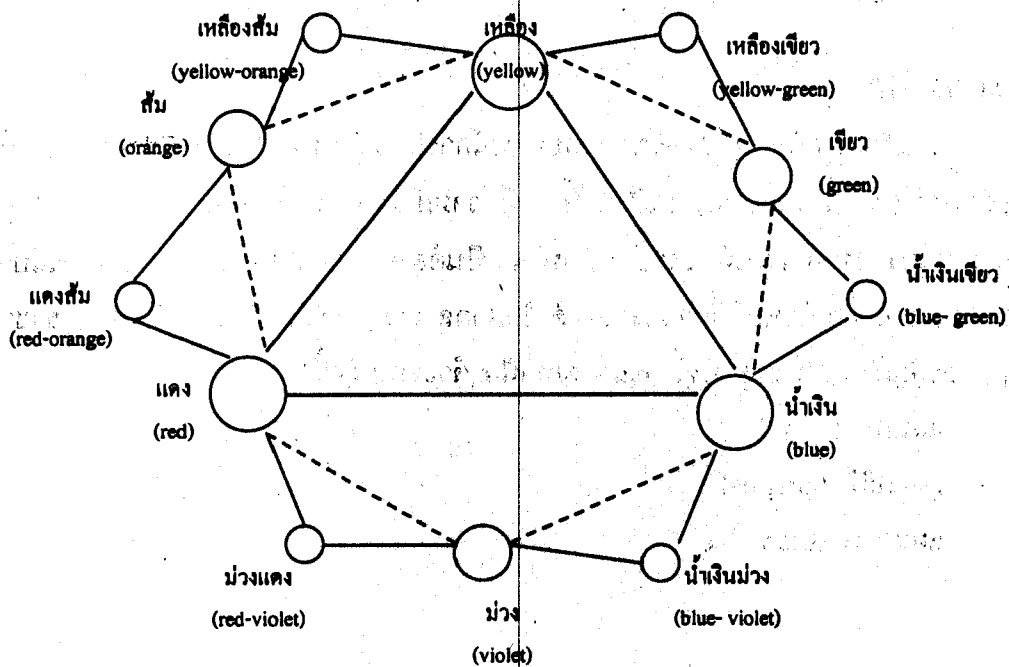 เหลืองส้ม
(yellow-orange)
เหลือง
(yellow)
เหลืองเขียว
(yellow-green)
ส้ม
(orange)
เขียว
(green)
แดงส้ม
(red-orange)
น้ำเงินเขียว
(blue- green)
แดง
(red)
น้ำเงิน
(blue)
ม่วงแดง
(red-violet)
ม่วง
(violet)
น้ำเงินม่วง
(blue- violet)